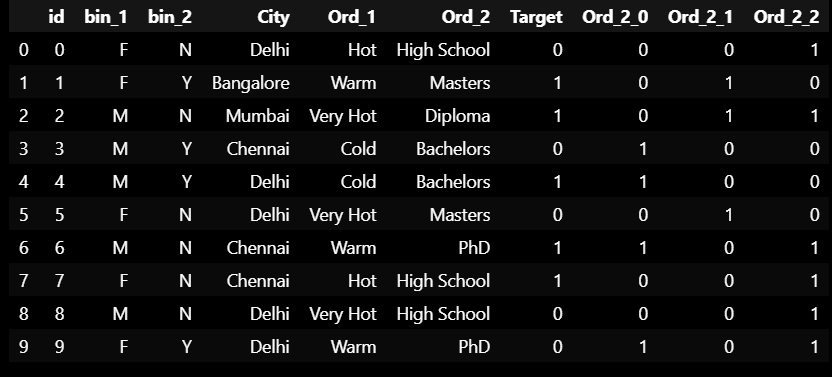 id bin_1 bin_2 City Ord_1 Ord_2 Target Ord_2_0 Ord_2_1 Ord_2_2
0 0 F N Delhi Hot High School 0 0 0 1
1 1 F Y Bangalore Warm Masters 1 0 1 0
2 2 M N Mumbai Very Hot Diploma 1 0 1 1
3 3 M Y Chennai Cold Bachelors 0 1 0 0
4 4 M Y Delhi Cold Bachelors 1 1 0 0
5 5 F N Delhi Very Hot Masters 0 0 1 0
6 6 M N Chennai Warm PhD 1 1 0 1
7 7 F N Chennai Hot High School 1 0 0 1
8 8 M N Delhi Very Hot High School 0 0 0 1
9 9 F Y Delhi Warm PhD 0 1 0 1